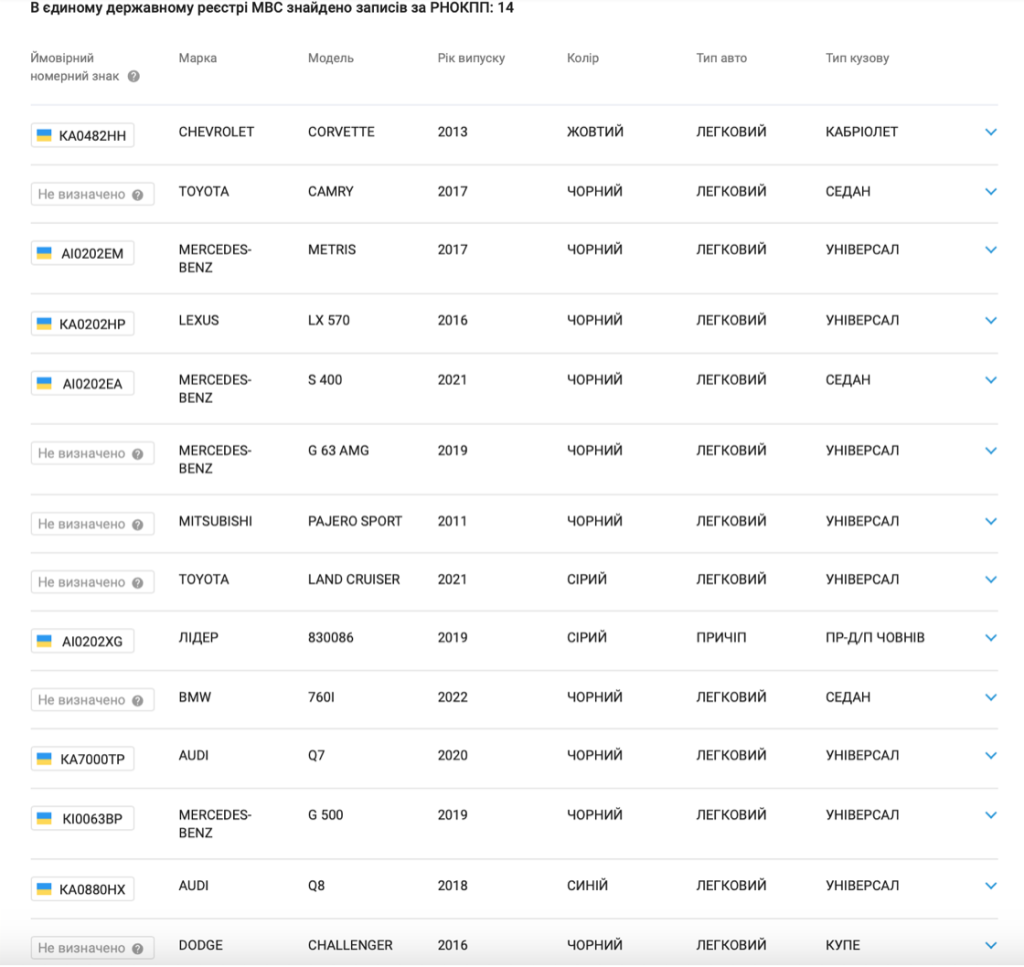 В єдиному державному реєстрі МВС знайдено записів за РНОКПП: 14
Ймовірний номерний знак Марка Модель Рік випуску Колір Тип авто Тип кузову
KA0482HH CHEVROLET CORVETTE 2013 ЖОВТИЙ ЛЕГКОВИЙ КАБРІОЛЕТ
Не визначено TOYOTA CAMRY 2017 ЧОРНИЙ ЛЕГКОВИЙ СЕДАН
AI0202EM MERCEDES-BENZ METRIS 2017 ЧОРНИЙ ЛЕГКОВИЙ УНІВЕРСАЛ
KA0202HP LEXUS LX 570 2016 ЧОРНИЙ ЛЕГКОВИЙ УНІВЕРСАЛ
AI0202EA MERCEDES-BENZ S 400 2021 ЧОРНИЙ ЛЕГКОВИЙ СЕДАН
Не визначено MERCEDES-BENZ G 63 AMG 2019 ЧОРНИЙ ЛЕГКОВИЙ УНІВЕРСАЛ
Не визначено MITSUBISHI PAJERO SPORT 2011 ЧОРНИЙ ЛЕГКОВИЙ УНІВЕРСАЛ
Не визначено TOYOTA LAND CRUISER 2021 СІРИЙ ЛЕГКОВИЙ УНІВЕРСАЛ
AI0202XG ЛІДЕР 830086 2019 СІРИЙ ПРИЧІП ПР-Д/П ЧОВНІВ
Не визначено BMW 760I 2022 ЧОРНИЙ ЛЕГКОВИЙ СЕДАН
KA7000TP AUDI Q7 2020 ЧОРНИЙ ЛЕГКОВИЙ УНІВЕРСАЛ
KI0063BP MERCEDES-BENZ G 500 2019 ЧОРНИЙ ЛЕГКОВИЙ УНІВЕРСАЛ
KA0880HX AUDI Q8 2018 СИНІЙ ЛЕГКОВИЙ УНІВЕРСАЛ
Не визначено DODGE CHALLENGER 2016 ЧОРНИЙ ЛЕГКОВИЙ КУПЕ